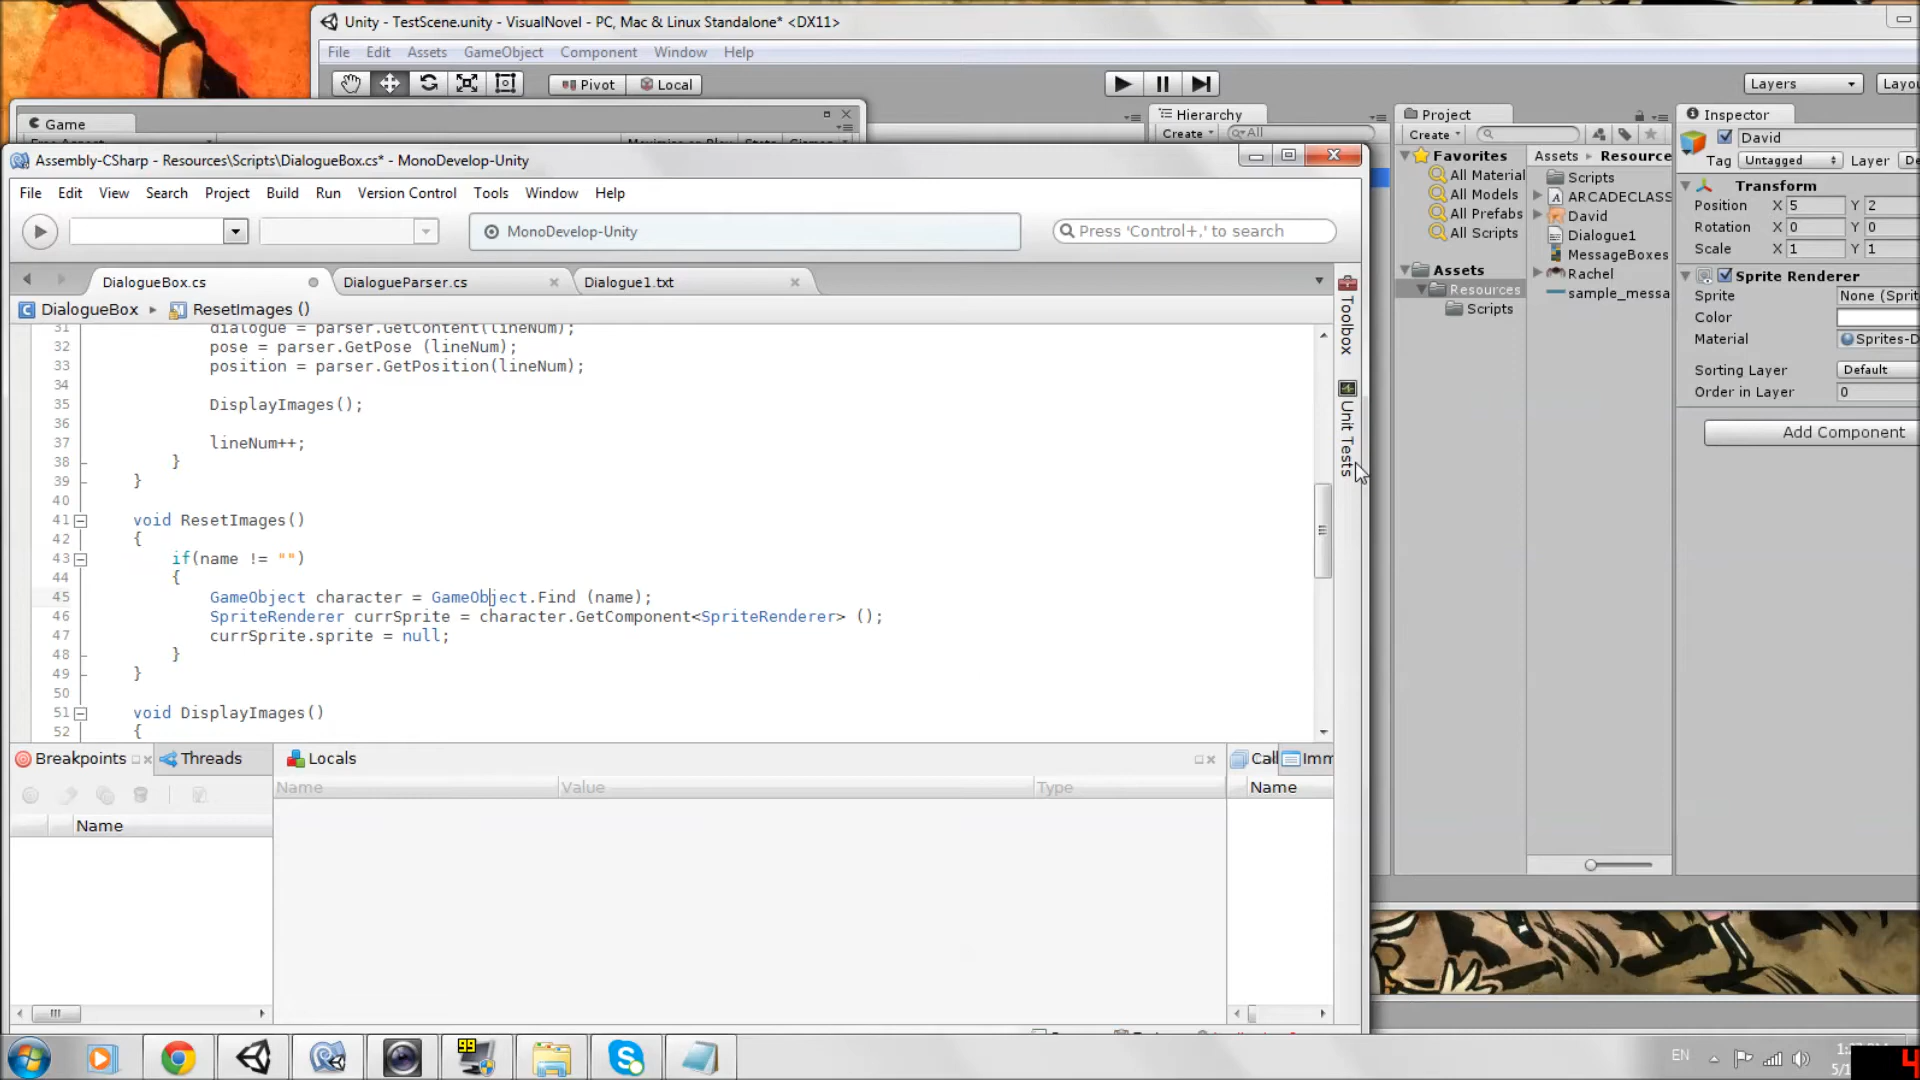 Unity - TestScene.unity - VisualNovel - PC, Mac & Linux Standalone* <DX11>
File Edit Assets GameObject Component Window Help
Pivot Local Layers
Game
Hierarchy
Create All
Project
Create
Favorites
All Material
All Models
All Prefabs
All Scripts
Assets
Resources
Scripts
Assets Resource
Scripts
ARCADECLASS
David
Dialogue1
MessageBoxes
Rachel
sample_messa
Inspector
David
Tag Untagged Layer
Transform
Position X 5 Y 2
Rotation X 0 Y 0
Scale X 1 Y 1
Sprite Renderer
Sprite None (Sprit
Color
Material Sprites-D
Sorting Layer Default
Order in Layer 0
Add Component
Assembly-CSharp - Resources\Scripts\DialogueBox.cs* - MonoDevelop-Unity
File Edit View Search Project Build Run Version Control Tools Window Help
MonoDevelop-Unity Press 'Control+,' to search
DialogueBox.cs DialogueParser.cs Dialogue1.txt
DialogueBox ResetImages ()
31 dialogue = parser.GetContent(lineNum);
32 pose = parser.GetPose (lineNum);
33 position = parser.GetPosition(lineNum);
34
35 DisplayImages();
36
37 lineNum++;
38 }
39 }
40
41 void ResetImages()
42 {
43 if(name != "")
44 {
45 GameObject character = GameObject.Find (name);
46 SpriteRenderer currSprite = character.GetComponent<SpriteRenderer> ();
47 currSprite.sprite = null;
48 }
49 }
50
51 void DisplayImages()
52 {
Toolbox
Unit Tests
Breakpoints Threads
Name
Locals
Name Value Type
Call Imm
Name
99
EN